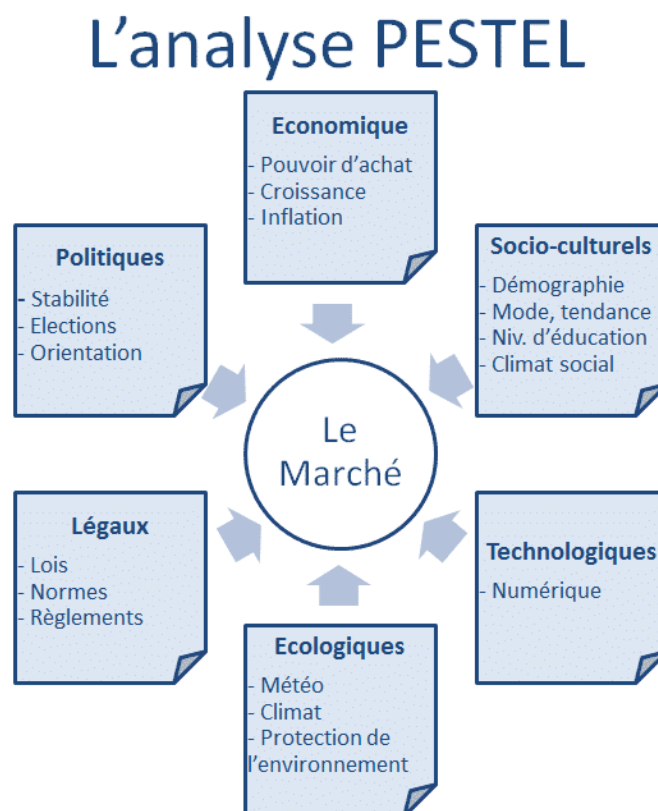 L'analyse PESTEL
Economique
- Pouvoir d'achat
- Croissance
- Inflation
Politiques
- Stabilité
- Elections
- Orientation
Socio-culturels
- Démographie
- Mode, tendance
- Niv. d'éducation
- Climat social
Le
Marché
Légaux
- Lois
- Normes
- Règlements
Technologiques
- Numérique
Ecologiques
- Météo
- Climat
- Protection de
l'environnement